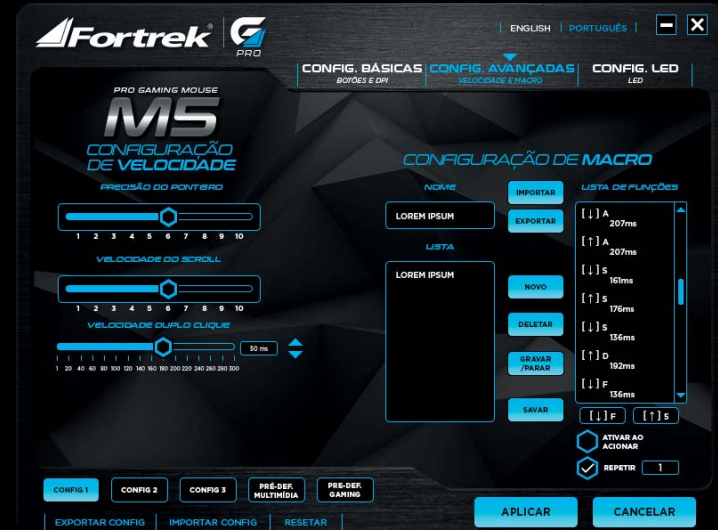 Fortrek
G
PRO
ENGLISH | PORTUGUÊS |
CONFIG. BÁSICAS
BOTÕES E DPI
CONFIG. AVANÇADAS
VELOCIDADE E MACRO
CONFIG. LED
LED
PRO GAMING MOUSE
M5
CONFIGURAÇÃO
DE VELOCIDADE
PRECISÃO DO PONTEIRO
1 2 3 4 5 6 7 8 9 10
VELOCIDADE DO SCROLL
1 2 3 4 5 6 7 8 9 10
VELOCIDADE DUPLO CLIQUE
50 ms
1 20 40 60 80 100 120 140 160 180 200 220 240 260 280 300
CONFIGURAÇÃO DE MACRO
NOME
LOREM IPSUM
LISTA
LOREM IPSUM
IMPORTAR
EXPORTAR
NOVO
DELETAR
GRAVAR
/PARAR
SAVAR
LISTA DE FUNÇÕES
[↓] A
207ms
[↑] A
207ms
[↓] S
161ms
[↑] S
176ms
[↓] S
136ms
[↑] D
192ms
[↓] F
136ms
[↓] F
[↑] S
ATIVAR AO
ACIONAR
REPETIR 1
CONFIG 1
CONFIG 2
CONFIG 3
PRÉ-DEF.
MULTIMÍDIA
PRE-DEF.
GAMING
EXPORTAR CONFIG | IMPORTAR CONFIG | RESETAR |
APLICAR
CANCELAR